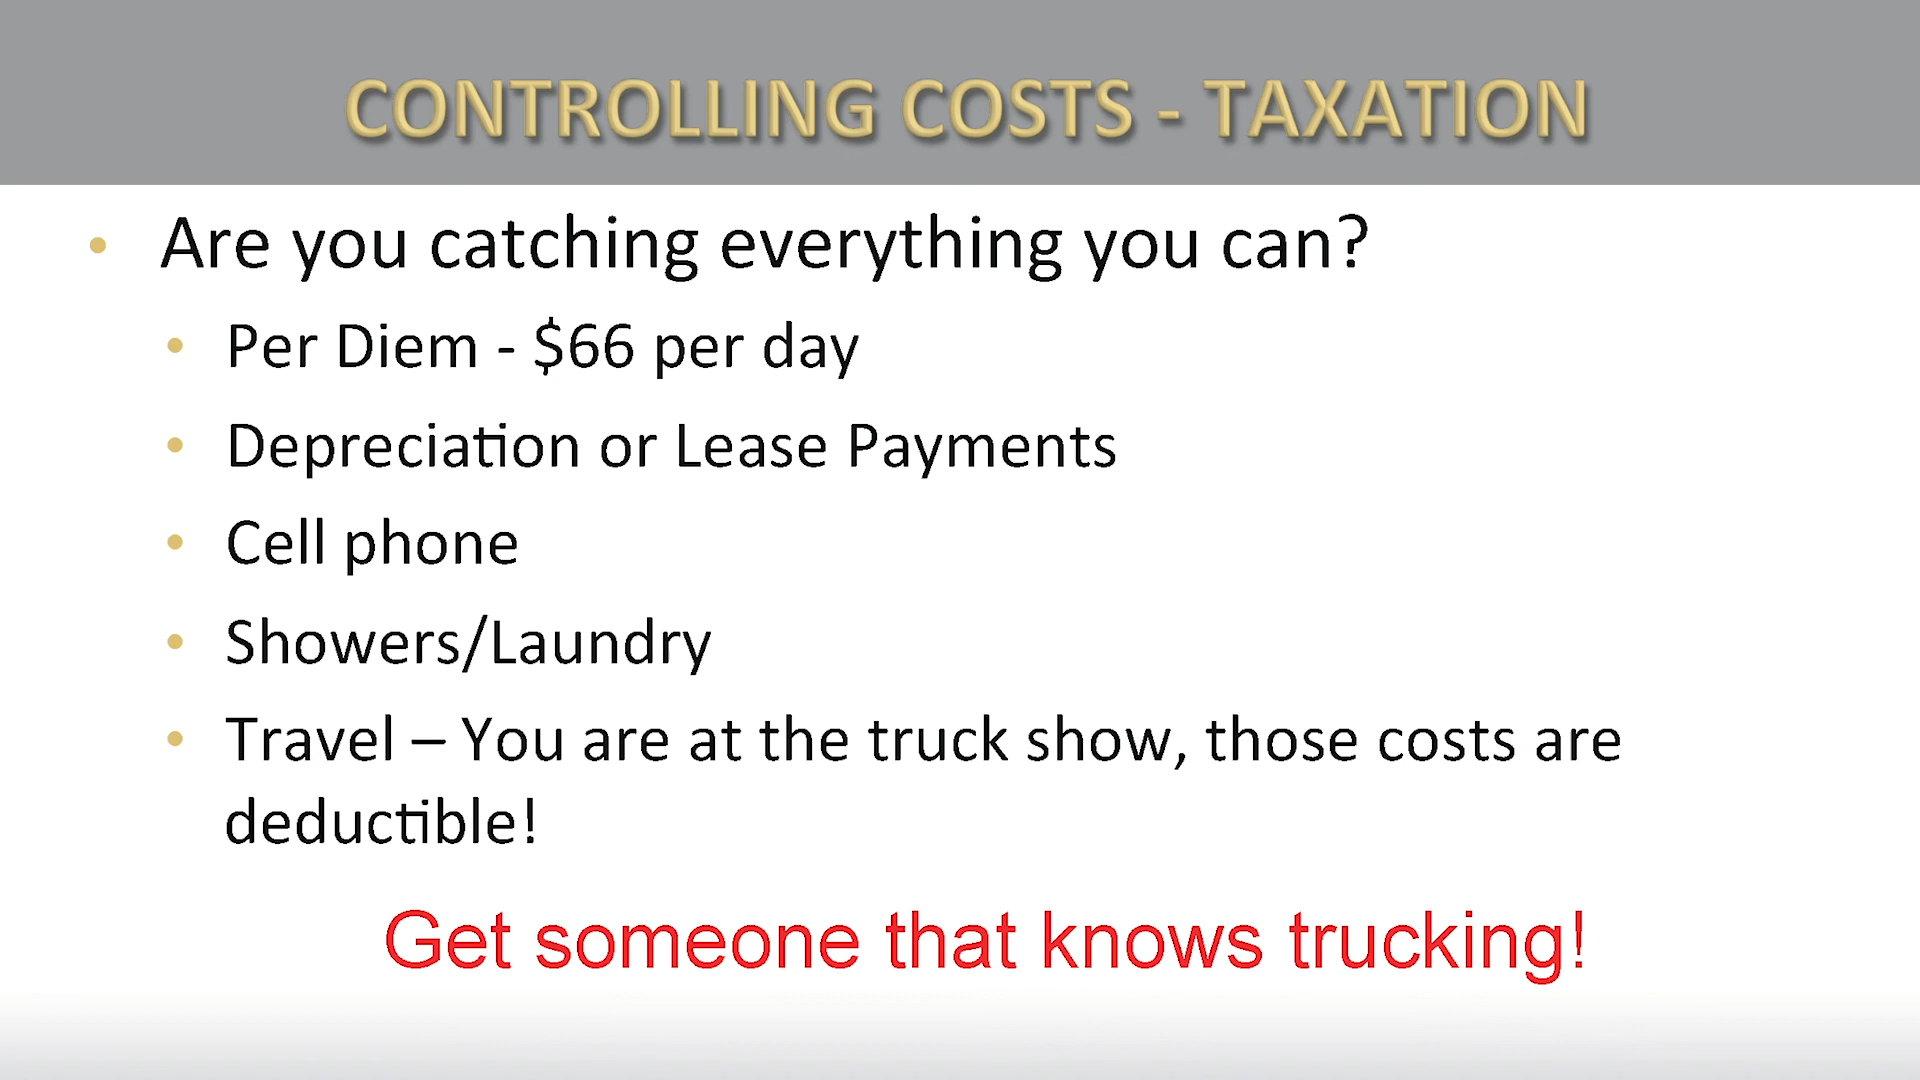 CONTROLLING COSTS - TAXATION
• Are you catching everything you can?
• Per Diem - $66 per day
• Depreciation or Lease Payments
• Cell phone
• Showers/Laundry
• Travel – You are at the truck show, those costs are
deductible!
Get someone that knows trucking!